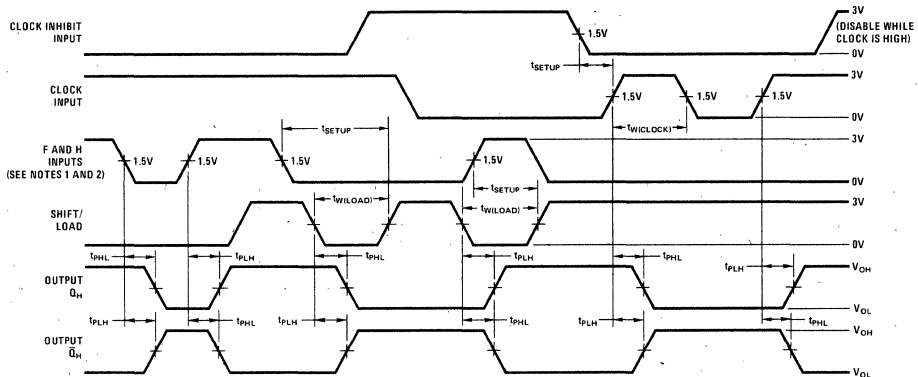 CLOCK INHIBIT
INPUT
1.5V
3V
(DISABLE WHILE
CLOCK IS HIGH)
0V
tSETUP
CLOCK
INPUT
1.5V
1.5V
1.5V
3V
0V
tW(CLOCK)
tSETUP
F AND H
INPUTS
(SEE NOTES 1 AND 2)
1.5V
1.5V
1.5V
1.5V
3V
0V
tSETUP
tW(LOAD)
tW(LOAD)
SHIFT/
LOAD
3V
0V
tPHL
tPLH
tPHL
tPLH
tPHL
tPLH
OUTPUT
QH
VOH
VOL
tPLH
tPHL
tPLH
tPHL
tPLH
tPHL
OUTPUT
Q̄H
VOH
VOL